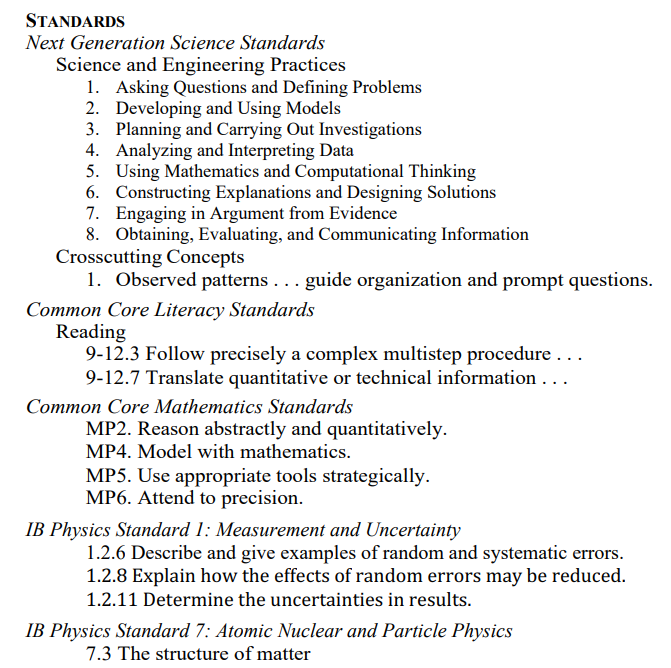 STANDARDS
Next Generation Science Standards
Science and Engineering Practices
1. Asking Questions and Defining Problems
2. Developing and Using Models
3. Planning and Carrying Out Investigations
4. Analyzing and Interpreting Data
5. Using Mathematics and Computational Thinking
6. Constructing Explanations and Designing Solutions
7. Engaging in Argument from Evidence
8. Obtaining, Evaluating, and Communicating Information
Crosscutting Concepts
1. Observed patterns . . . guide organization and prompt questions.
Common Core Literacy Standards
Reading
9-12.3 Follow precisely a complex multistep procedure . . .
9-12.7 Translate quantitative or technical information . . .
Common Core Mathematics Standards
MP2. Reason abstractly and quantitatively.
MP4. Model with mathematics.
MP5. Use appropriate tools strategically.
MP6. Attend to precision.
IB Physics Standard 1: Measurement and Uncertainty
1.2.6 Describe and give examples of random and systematic errors.
1.2.8 Explain how the effects of random errors may be reduced.
1.2.11 Determine the uncertainties in results.
IB Physics Standard 7: Atomic Nuclear and Particle Physics
7.3 The structure of matter